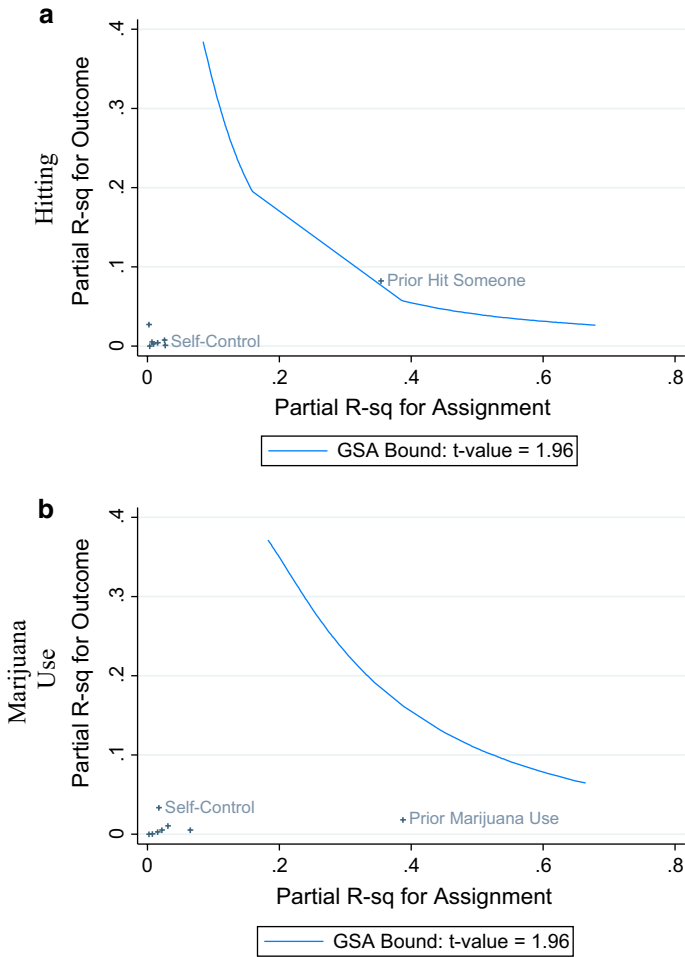 a
Hitting
Partial R-sq for Outcome
.4
.3
.2
.1
0
Prior Hit Someone
Self-Control
0 .2 .4 .6 .8
Partial R-sq for Assignment
GSA Bound: t-value = 1.96
b
Marijuana
Use
Partial R-sq for Outcome
.4
.3
.2
.1
0
Self-Control
Prior Marijuana Use
0 .2 .4 .6 .8
Partial R-sq for Assignment
GSA Bound: t-value = 1.96